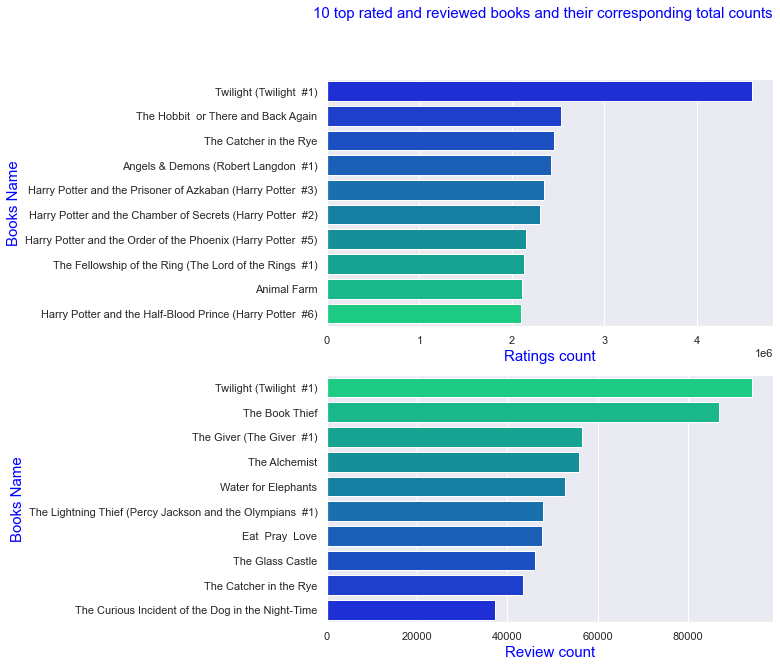 10 top rated and reviewed books and their corresponding total counts
Books Name
Twilight (Twilight  #1)
The Hobbit  or There and Back Again
The Catcher in the Rye
Angels & Demons (Robert Langdon  #1)
Harry Potter and the Prisoner of Azkaban (Harry Potter  #3)
Harry Potter and the Chamber of Secrets (Harry Potter  #2)
Harry Potter and the Order of the Phoenix (Harry Potter  #5)
The Fellowship of the Ring (The Lord of the Rings  #1)
Animal Farm
Harry Potter and the Half-Blood Prince (Harry Potter  #6)
0 1 2 3 4
1e6
Ratings count
Books Name
Twilight (Twilight  #1)
The Book Thief
The Giver (The Giver  #1)
The Alchemist
Water for Elephants
The Lightning Thief (Percy Jackson and the Olympians  #1)
Eat  Pray  Love
The Glass Castle
The Catcher in the Rye
The Curious Incident of the Dog in the Night-Time
0 20000 40000 60000 80000
Review count